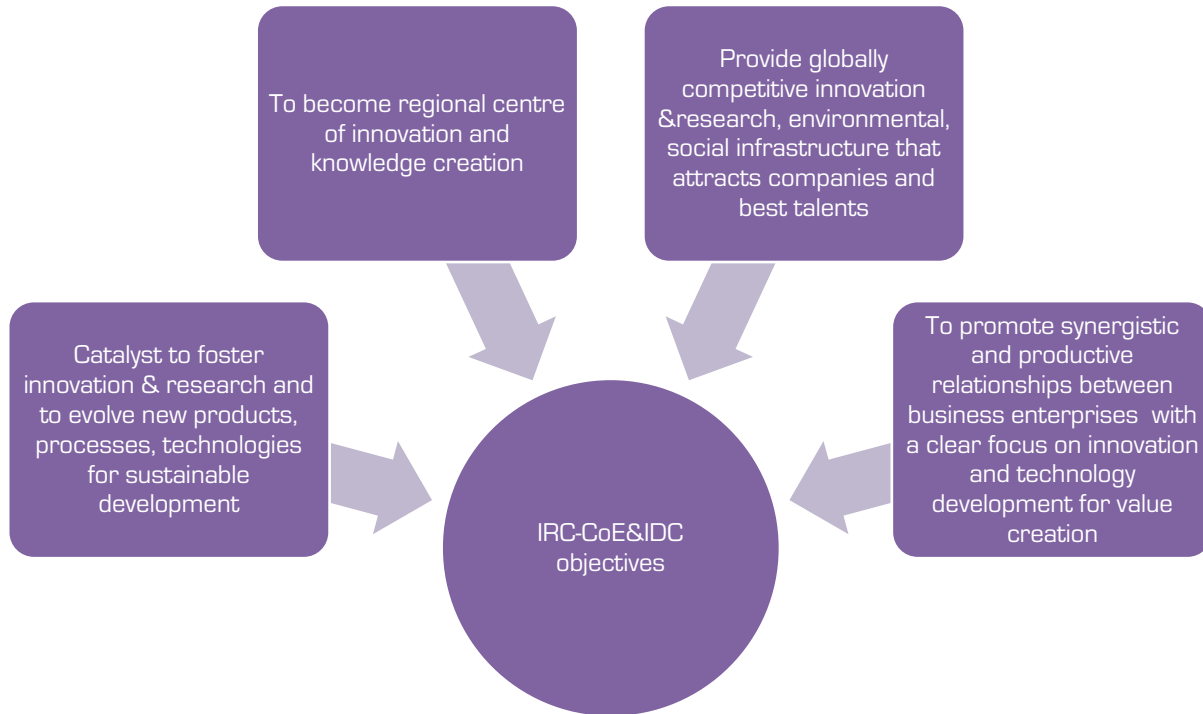 To become regional centre
of innovation and
knowledge creation
Provide globally
competitive innovation
&research, environmental,
social infrastructure that
attracts companies and
best talents
Catalyst to foster
innovation & research and
to evolve new products,
processes, technologies
for sustainable
development
To promote synergistic
and productive
relationships between
business enterprises  with
a clear focus on innovation
and technology
development for value
creation
IRC-CoE&IDC
objectives